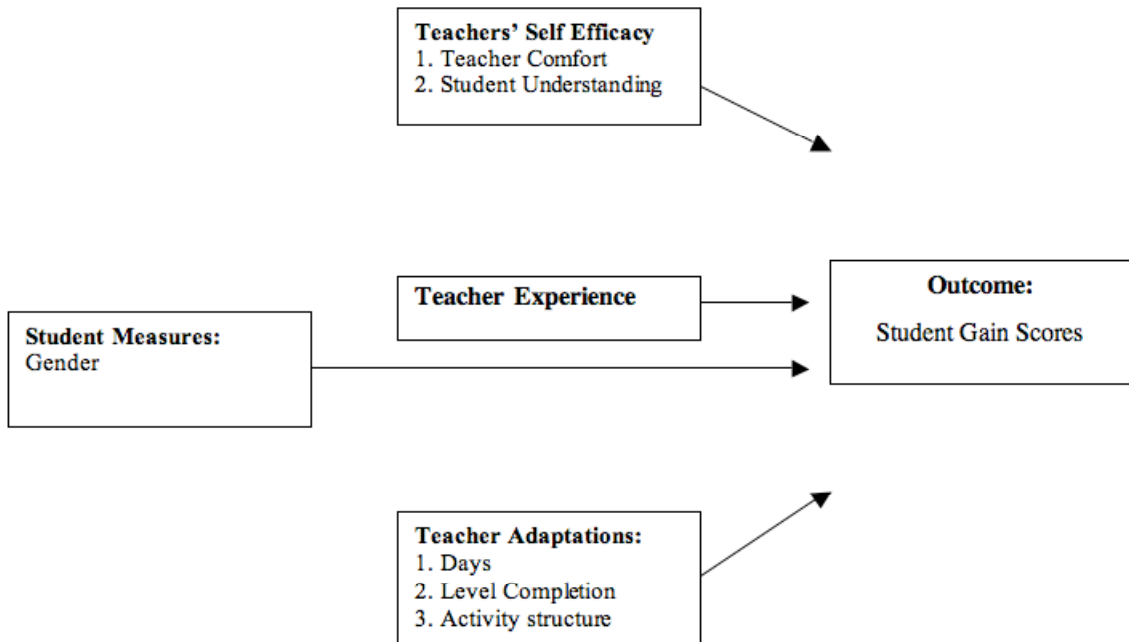 Teachers' Self Efficacy
1. Teacher Comfort
2. Student Understanding
Teacher Experience
Outcome:
Student Gain Scores
Student Measures:
Gender
Teacher Adaptations:
1. Days
2. Level Completion
3. Activity structure